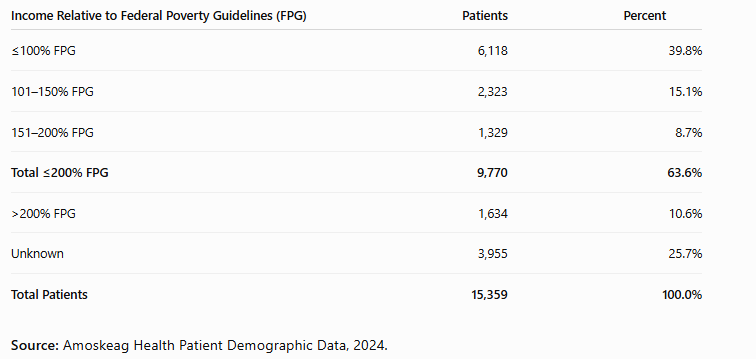 Income Relative to Federal Poverty Guidelines (FPG) Patients Percent
≤100% FPG 6,118 39.8%
101–150% FPG 2,323 15.1%
151–200% FPG 1,329 8.7%
Total ≤200% FPG 9,770 63.6%
>200% FPG 1,634 10.6%
Unknown 3,955 25.7%
Total Patients 15,359 100.0%
Source: Amoskeag Health Patient Demographic Data, 2024.